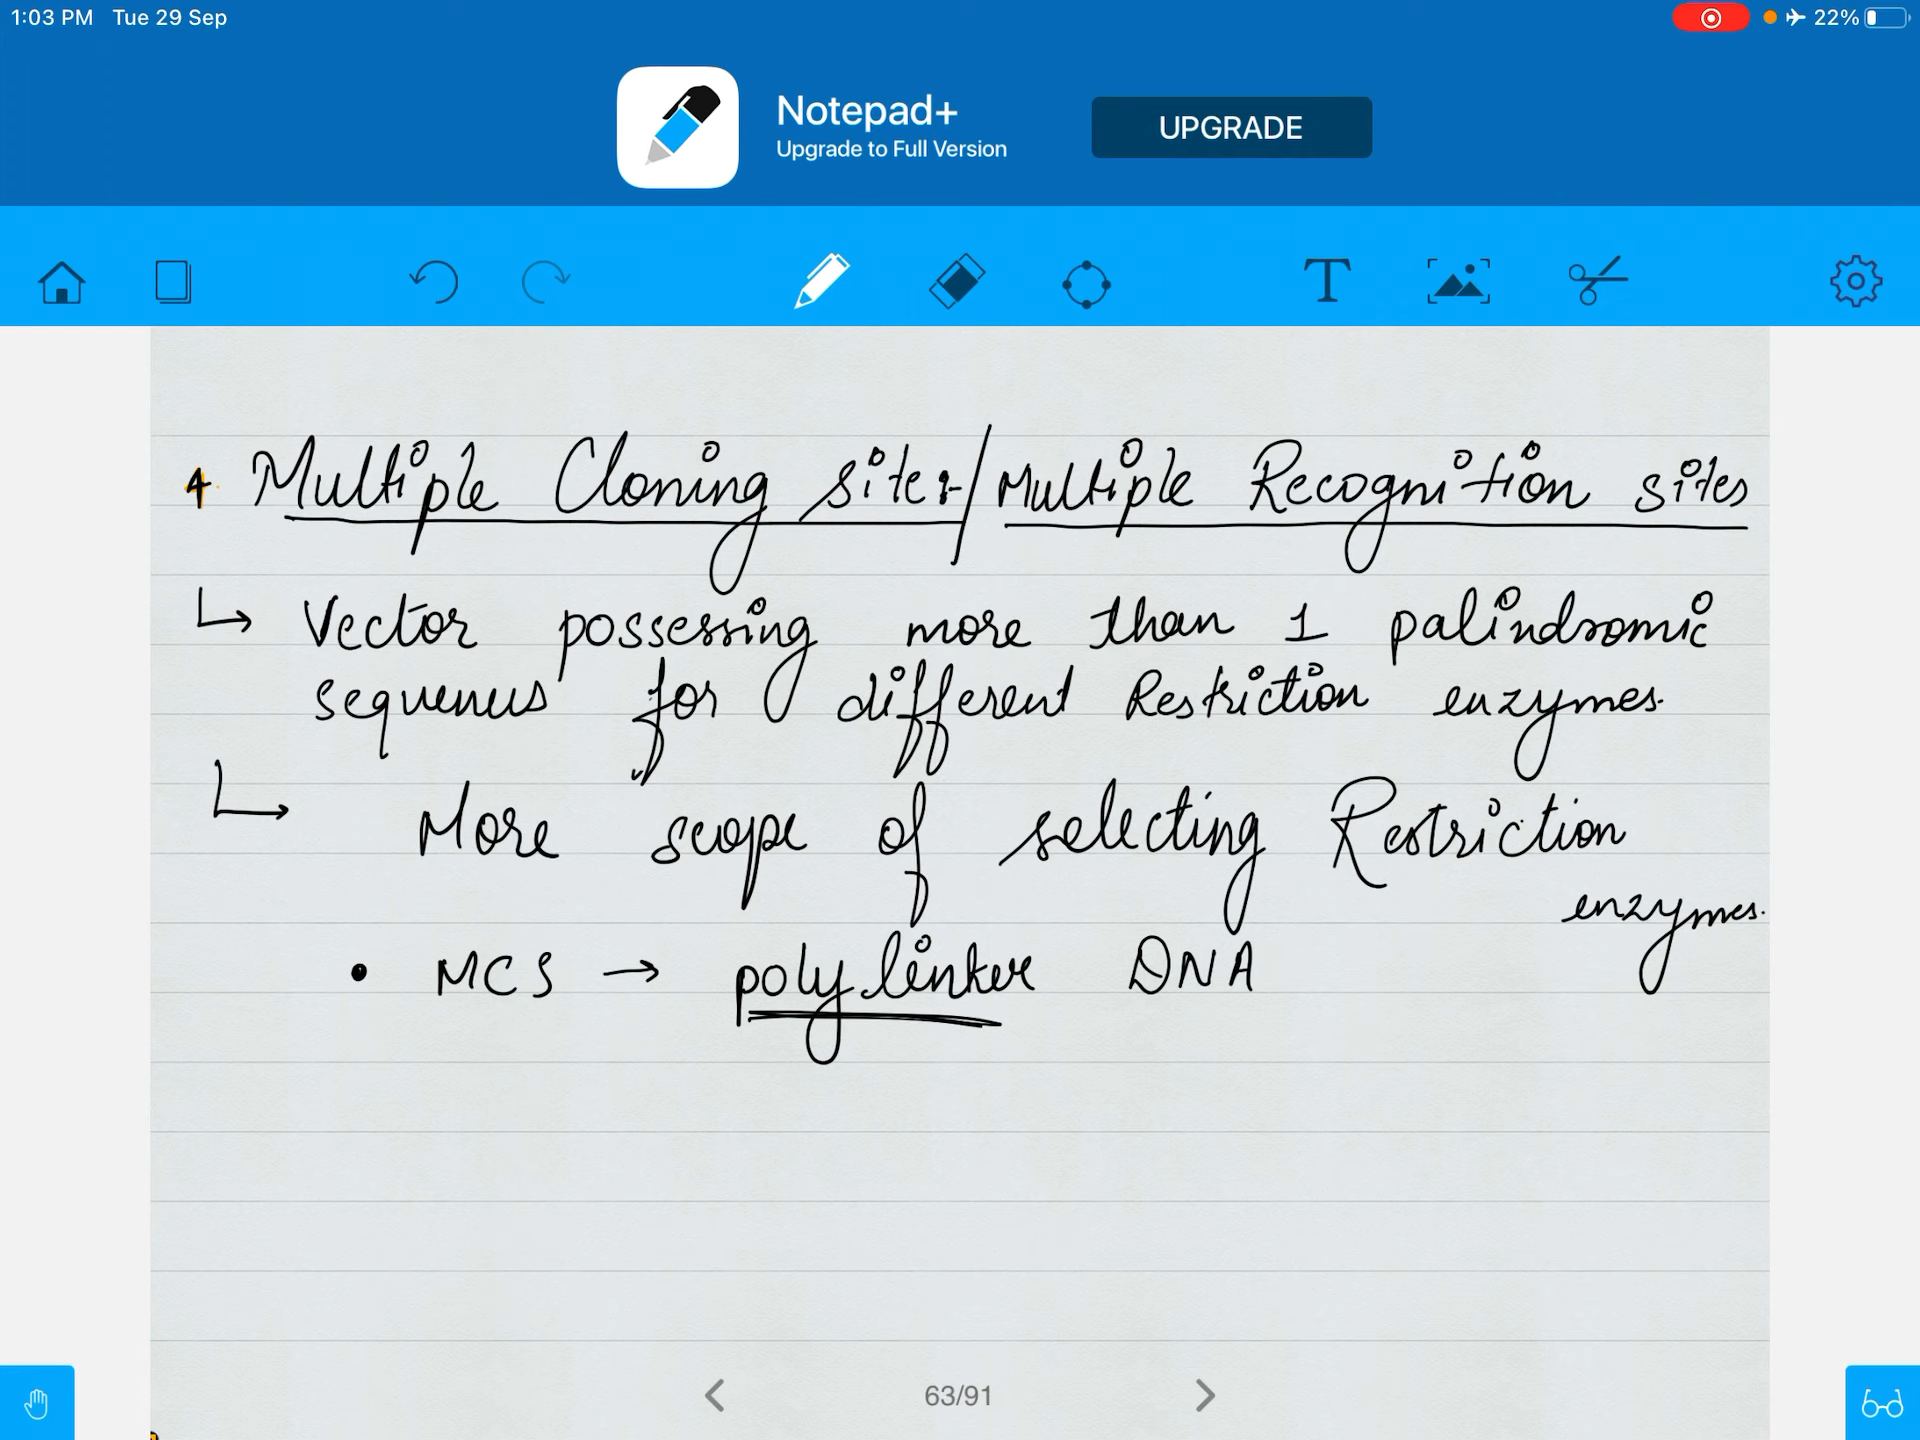 1:03 PM Tue 29 Sep 22%
Notepad+
Upgrade to Full Version
UPGRADE
T
4. Multiple Cloning site:-/Multiple Recognition sites
↳ Vector possessing more than 1 palindromic
sequenus for different Restriction enzymes.
↳ More scope of selecting Restriction
enzymes.
• MCS → polylinker DNA
63/91